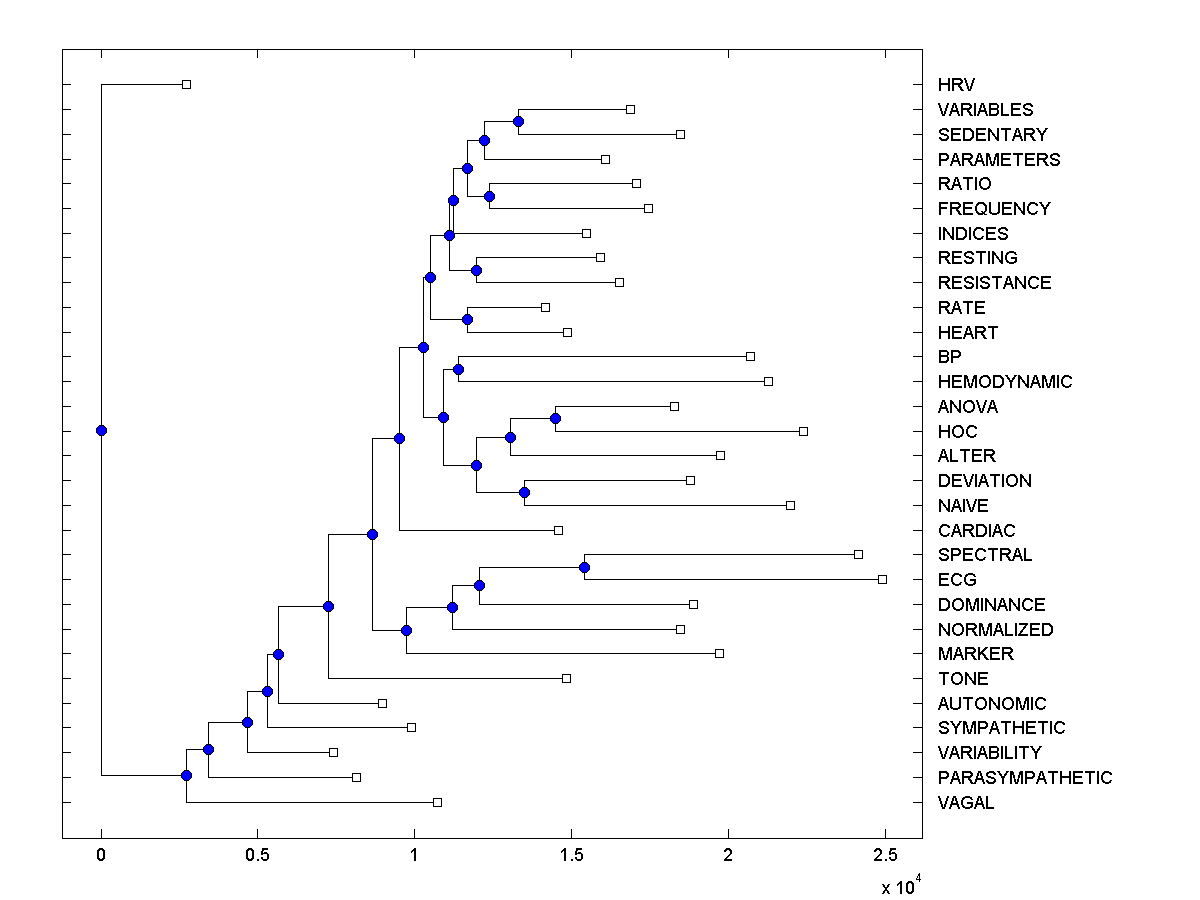 HRV
VARIABLES
SEDENTARY
PARAMETERS
RATIO
FREQUENCY
INDICES
RESTING
RESISTANCE
RATE
HEART
BP
HEMODYNAMIC
ANOVA
HOC
ALTER
DEVIATION
NAIVE
CARDIAC
SPECTRAL
ECG
DOMINANCE
NORMALIZED
MARKER
TONE
AUTONOMIC
SYMPATHETIC
VARIABILITY
PARASYMPATHETIC
VAGAL
0 0.5 1 1.5 2 2.5
x 10^4